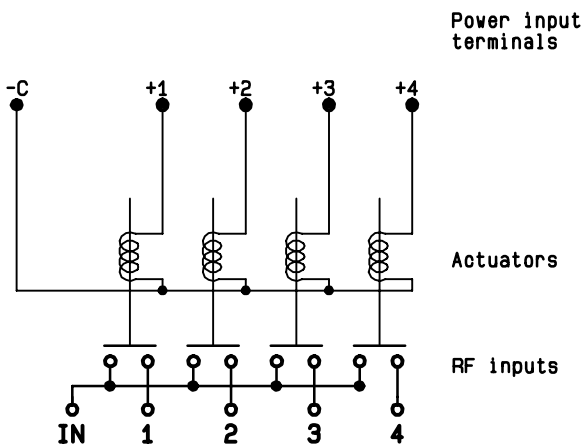 Power input
terminals
-C +1 +2 +3 +4
Actuators
RF inputs
IN 1 2 3 4